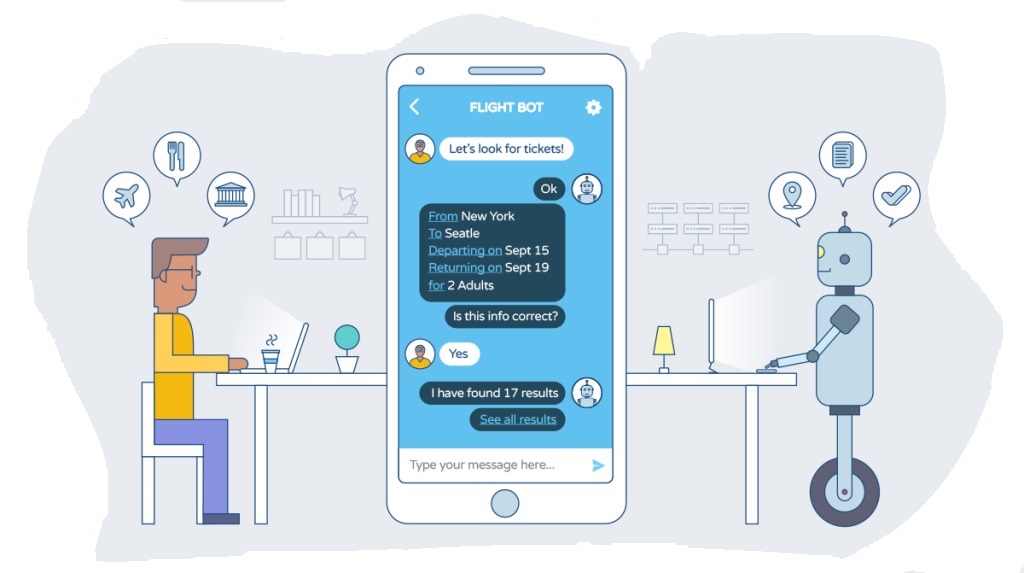 FLIGHT BOT
Let's look for tickets!
Ok
From New York
To Seatle
Departing on Sept 15
Returning on Sept 19
for 2 Adults
Is this info correct?
Yes
I have found 17 results
See all results
Type your message here...